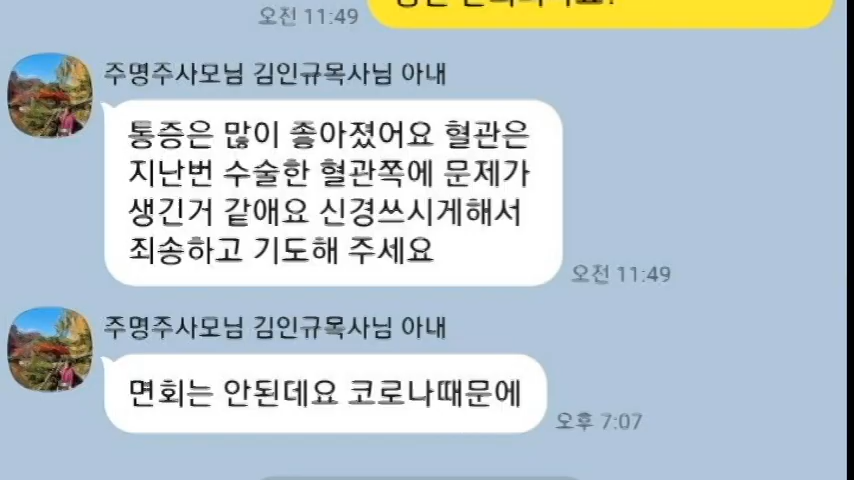 오전 11:49
주명주사모님 김인규목사님 아내
통증은 많이 좋아졌어요 혈관은
지난번 수술한 혈관쪽에 문제가
생긴거 같애요 신경쓰시게해서
죄송하고 기도해 주세요
오전 11:49
주명주사모님 김인규목사님 아내
면회는 안된데요 코로나때문에
오후 7:07